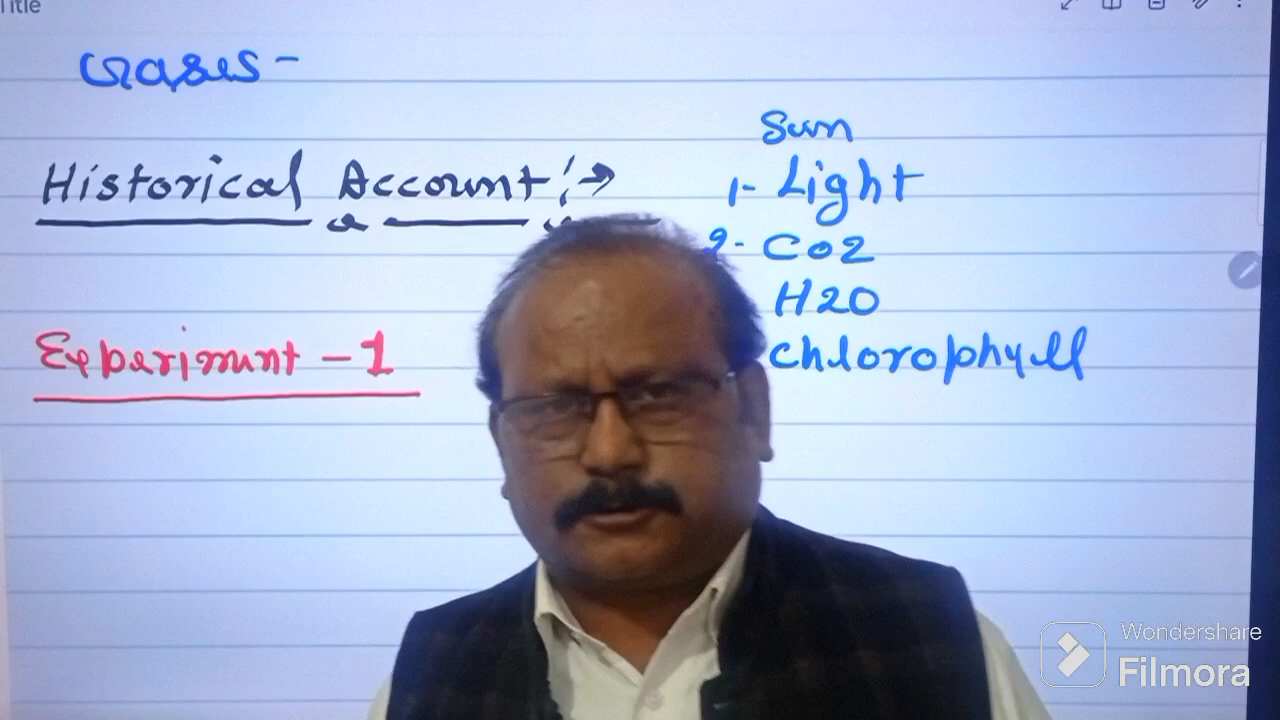 Title
Gases -
Historical Account :→
Sun
1- Light
2- CO2
H2O
Chlorophyll
Experiment - 1
Wondershare
Filmora